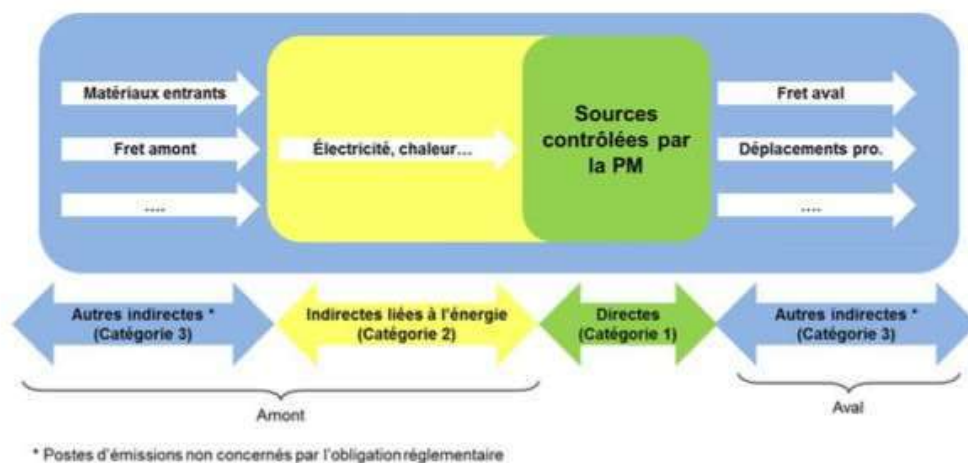 Matériaux entrants
Fret amont
....
Électricité, chaleur...
Sources
contrôlées par
la PM
Fret aval
Déplacements pro.
....
Autres indirectes *
(Catégorie 3)
Indirectes liées à l'énergie
(Catégorie 2)
Directes
(Catégorie 1)
Autres indirectes *
(Catégorie 3)
Amont
Aval
* Postes d'émissions non concernés par l'obligation réglementaire